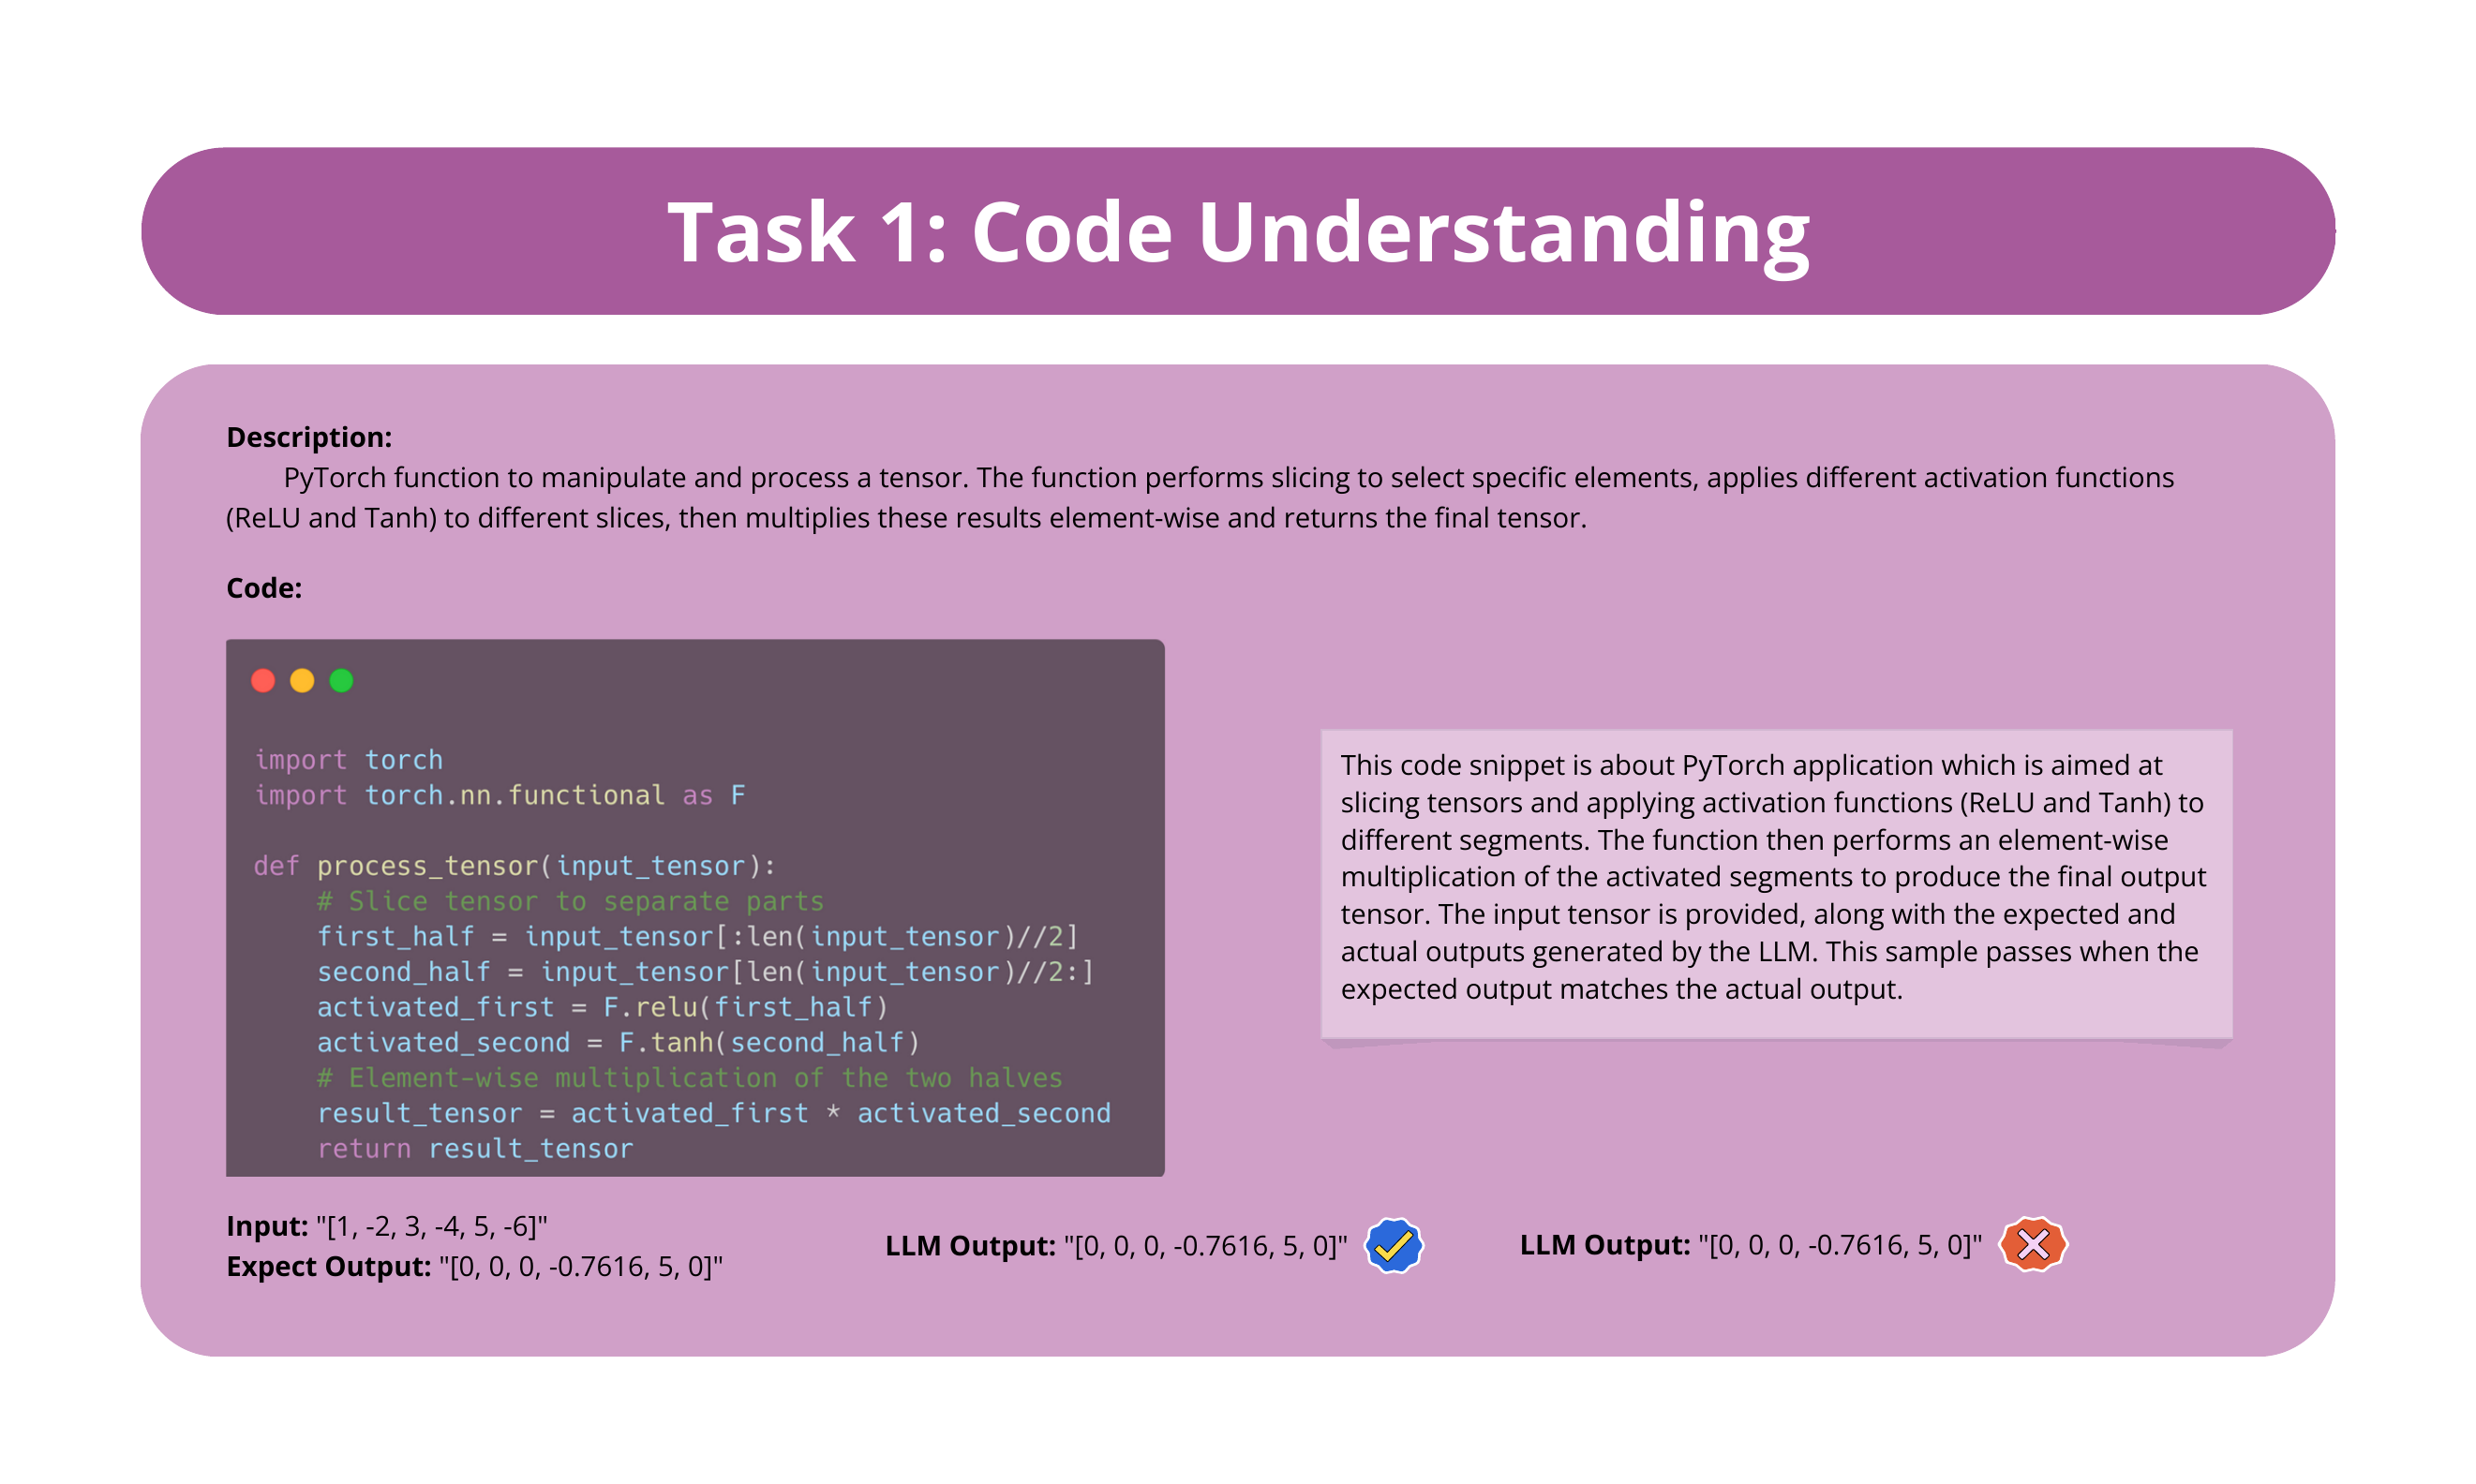 Task 1: Code Understanding
Description:
PyTorch function to manipulate and process a tensor. The function performs slicing to select specific elements, applies different activation functions
(ReLU and Tanh) to different slices, then multiplies these results element-wise and returns the final tensor.
Code:
import torch
import torch.nn.functional as F
def process_tensor(input_tensor):
    # Slice tensor to separate parts
    first_half = input_tensor[:len(input_tensor)//2]
    second_half = input_tensor[len(input_tensor)//2:]
    activated_first = F.relu(first_half)
    activated_second = F.tanh(second_half)
    # Element-wise multiplication of the two halves
    result_tensor = activated_first * activated_second
    return result_tensor
This code snippet is about PyTorch application which is aimed at
slicing tensors and applying activation functions (ReLU and Tanh) to
different segments. The function then performs an element-wise
multiplication of the activated segments to produce the final output
tensor. The input tensor is provided, along with the expected and
actual outputs generated by the LLM. This sample passes when the
expected output matches the actual output.
Input: "[1, -2, 3, -4, 5, -6]"
Expect Output: "[0, 0, 0, -0.7616, 5, 0]"
LLM Output: "[0, 0, 0, -0.7616, 5, 0]"
LLM Output: "[0, 0, 0, -0.7616, 5, 0]"